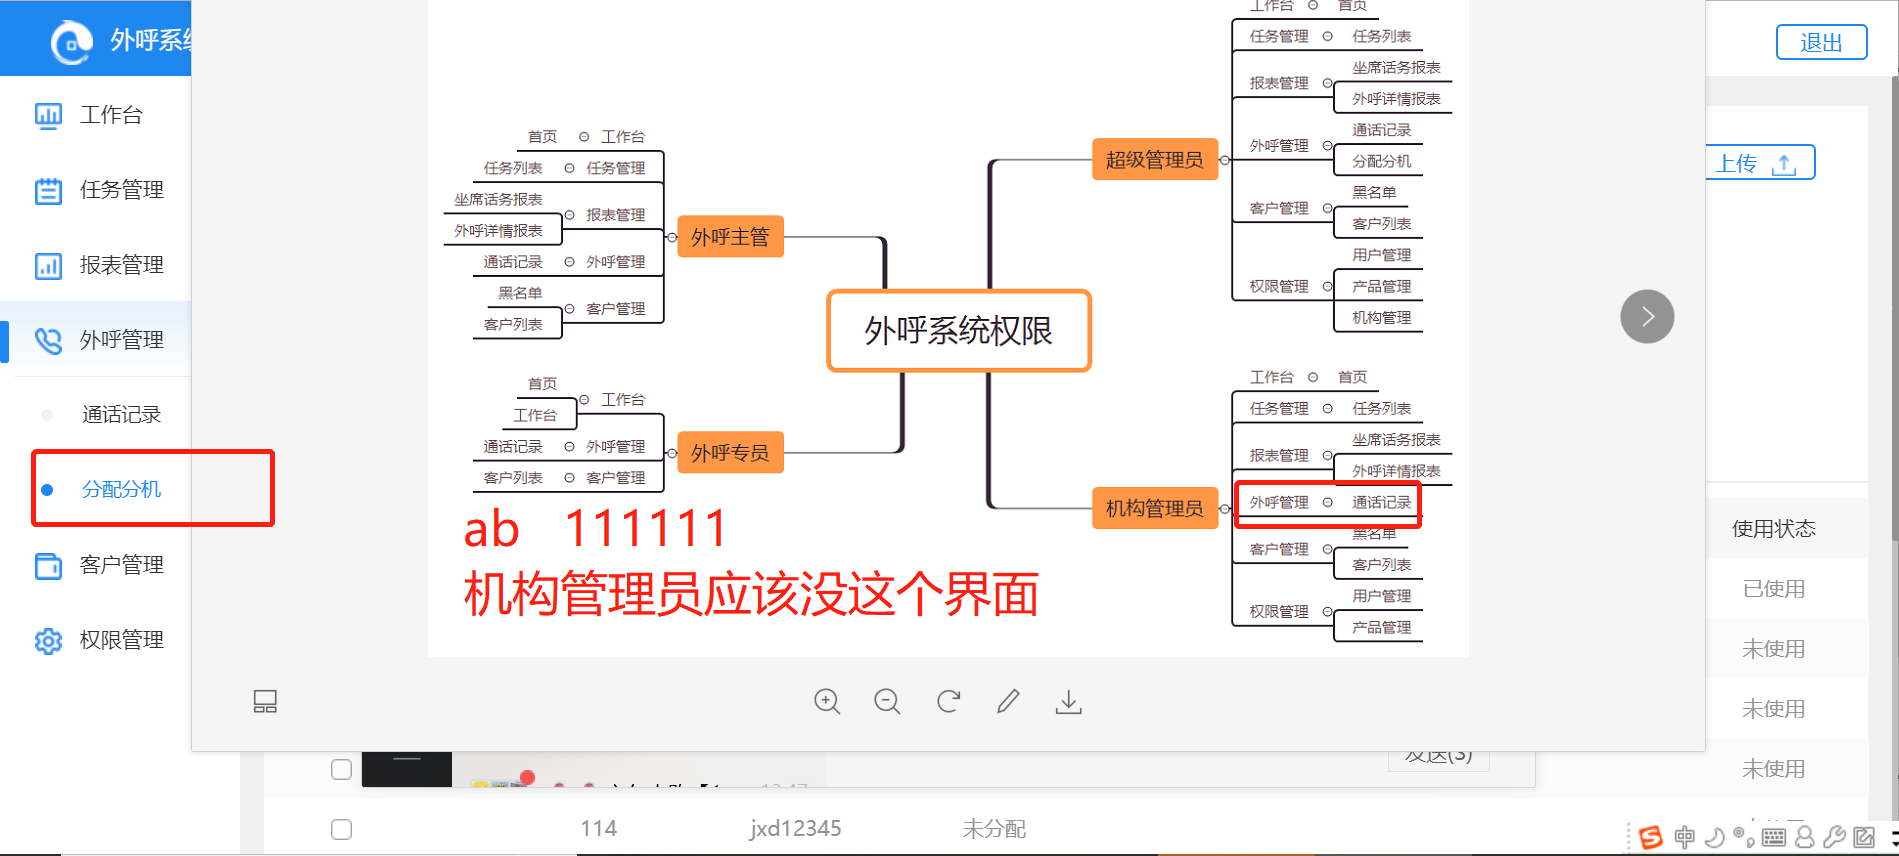 外呼系统
退出
工作台
任务管理
报表管理
外呼管理
通话记录
分配分机
客户管理
权限管理
外呼系统权限
外呼主管
首页 工作台
任务列表 任务管理
坐席话务报表
报表管理
外呼详情报表
通话记录 外呼管理
黑名单
客户管理
客户列表
外呼专员
首页
工作台
工作台
通话记录 外呼管理
客户列表 客户管理
超级管理员
工作台 首页
任务管理 任务列表
坐席话务报表
报表管理
外呼详情报表
通话记录
外呼管理
分配分机
黑名单
客户管理
客户列表
用户管理
权限管理 产品管理
机构管理
机构管理员
工作台 首页
任务管理 任务列表
坐席话务报表
报表管理
外呼详情报表
外呼管理 通话记录
黑名单
客户管理
客户列表
用户管理
权限管理
产品管理
ab 111111
机构管理员应该没这个界面
上传
使用状态
已使用
未使用
未使用
未使用
发送(3)
114 jxd12345 未分配
中